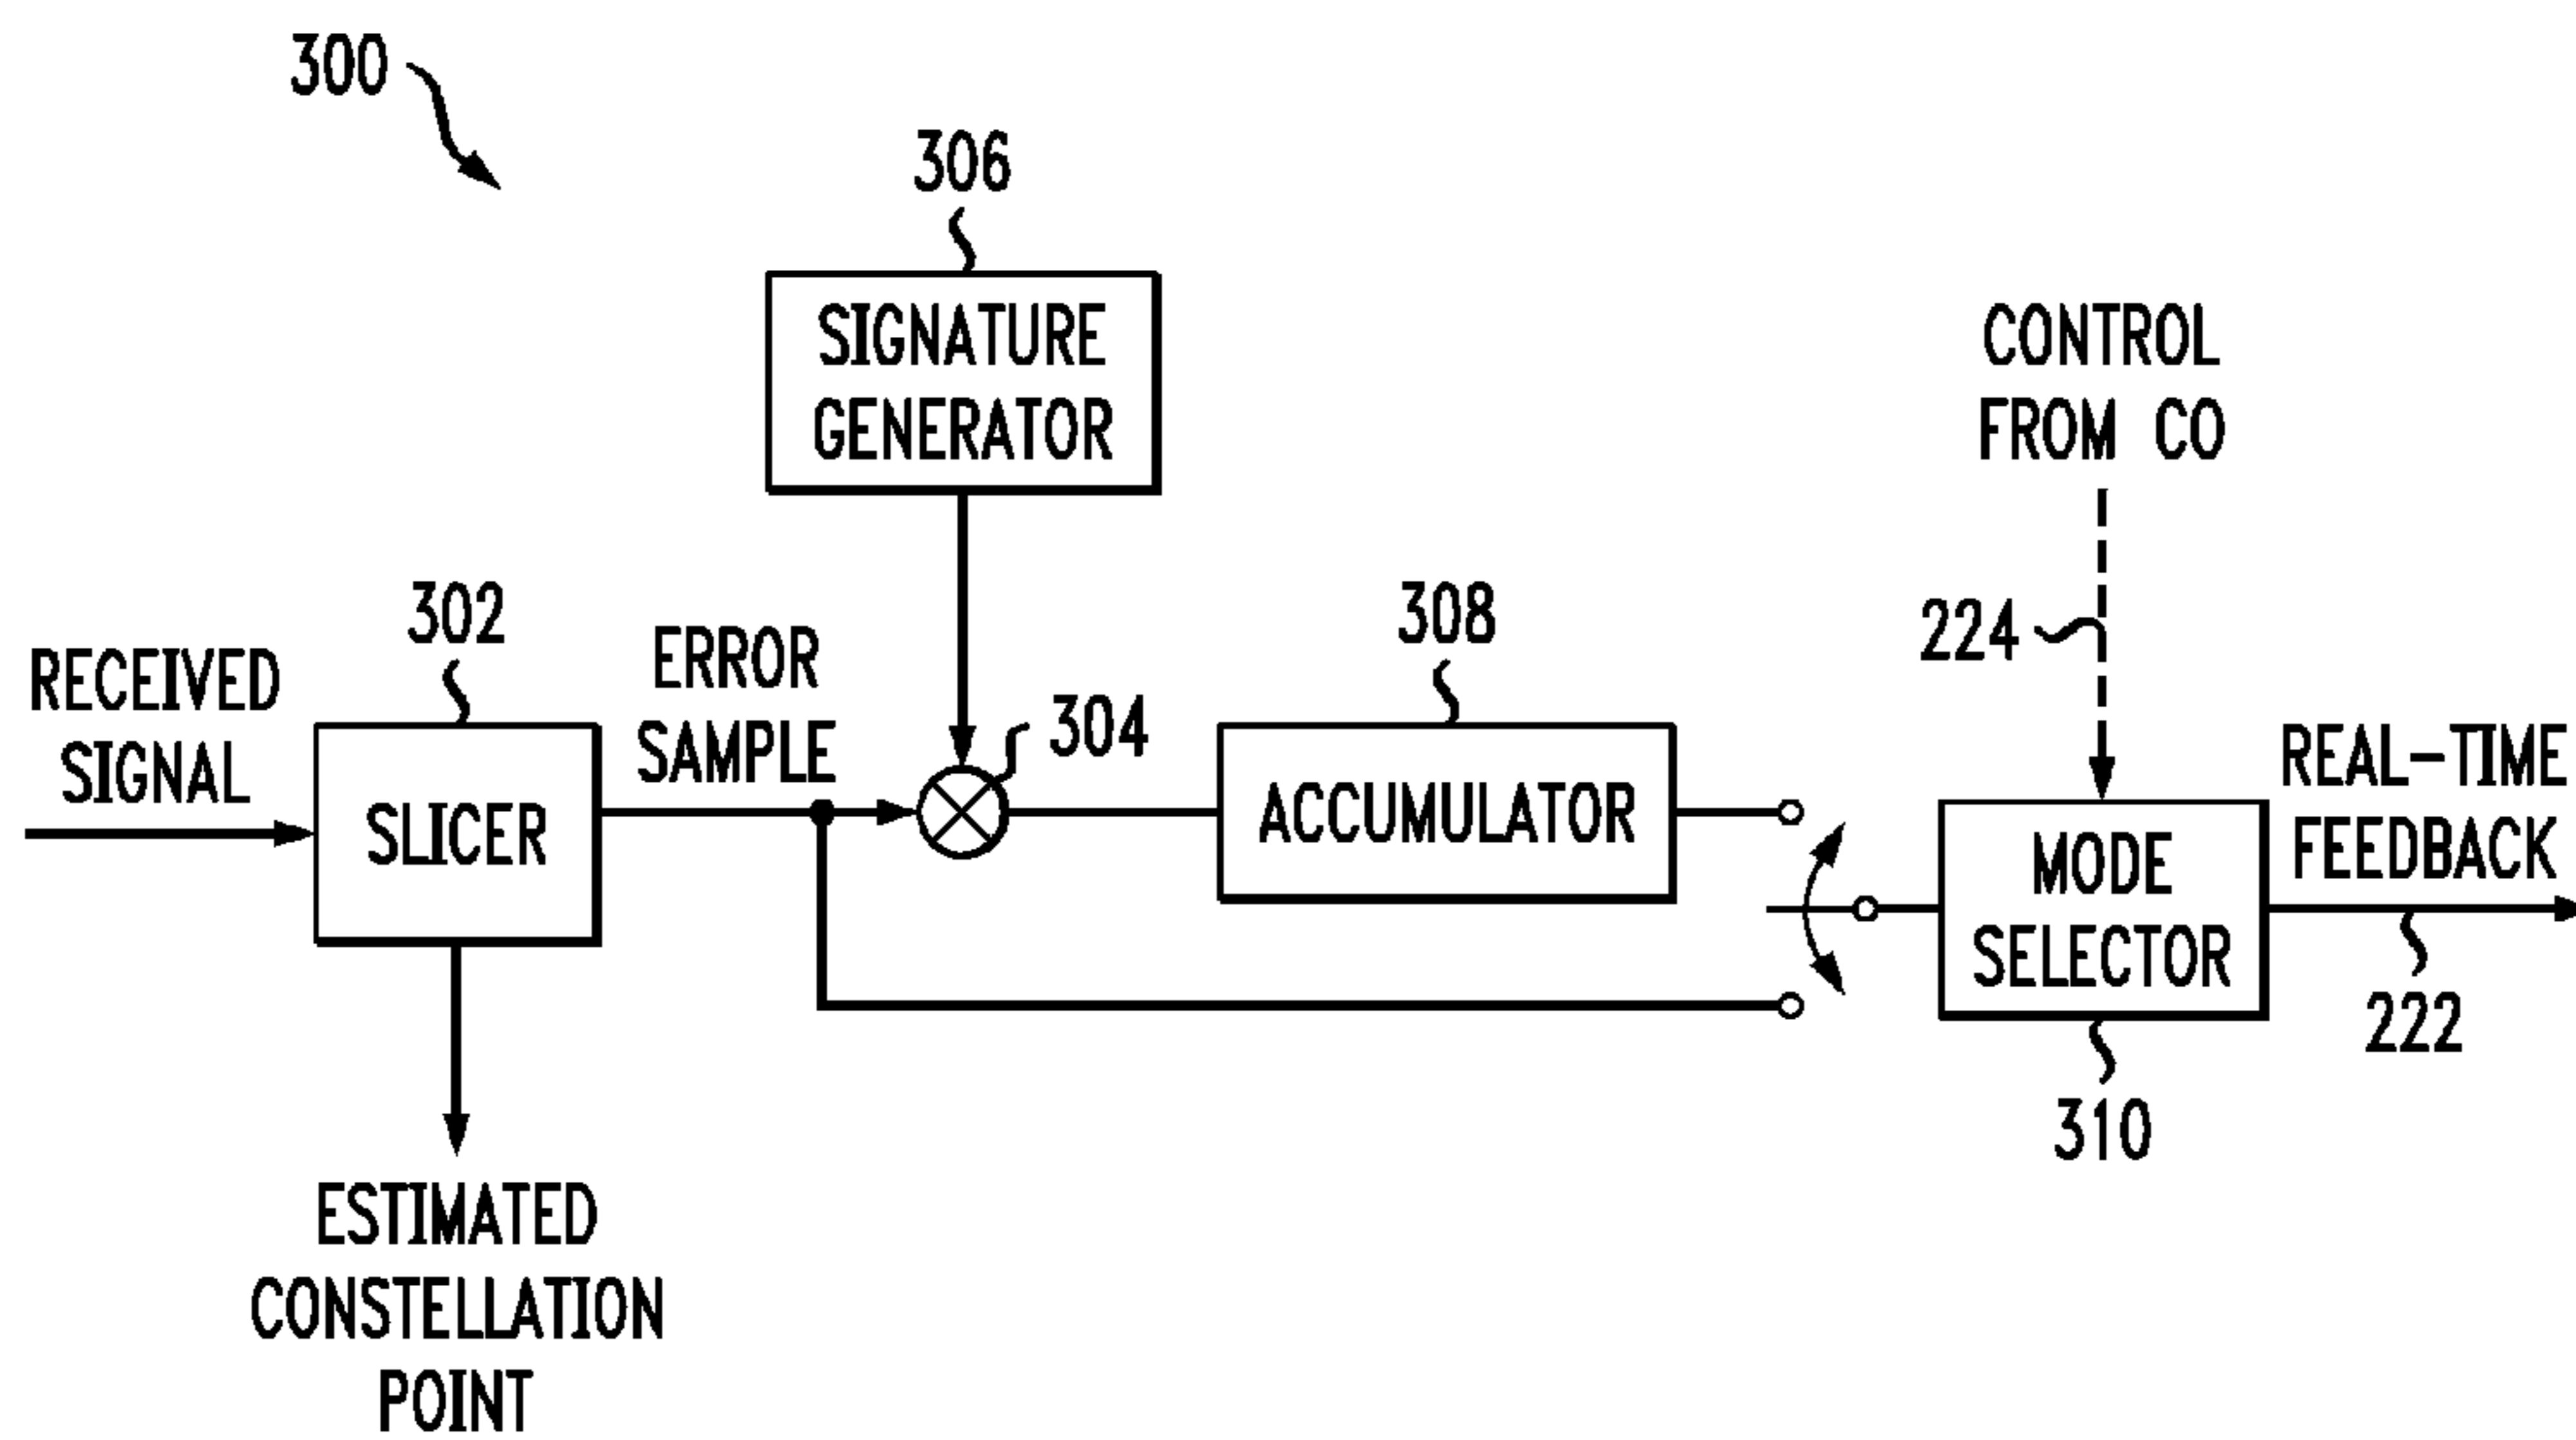 300
306
SIGNATURE
GENERATOR
CONTROL
FROM CO
224
302
308
304
RECEIVED
SIGNAL
ERROR
SAMPLE
SLICER
ACCUMULATOR
MODE
SELECTOR
REAL-TIME
FEEDBACK
222
310
ESTIMATED
CONSTELLATION
POINT